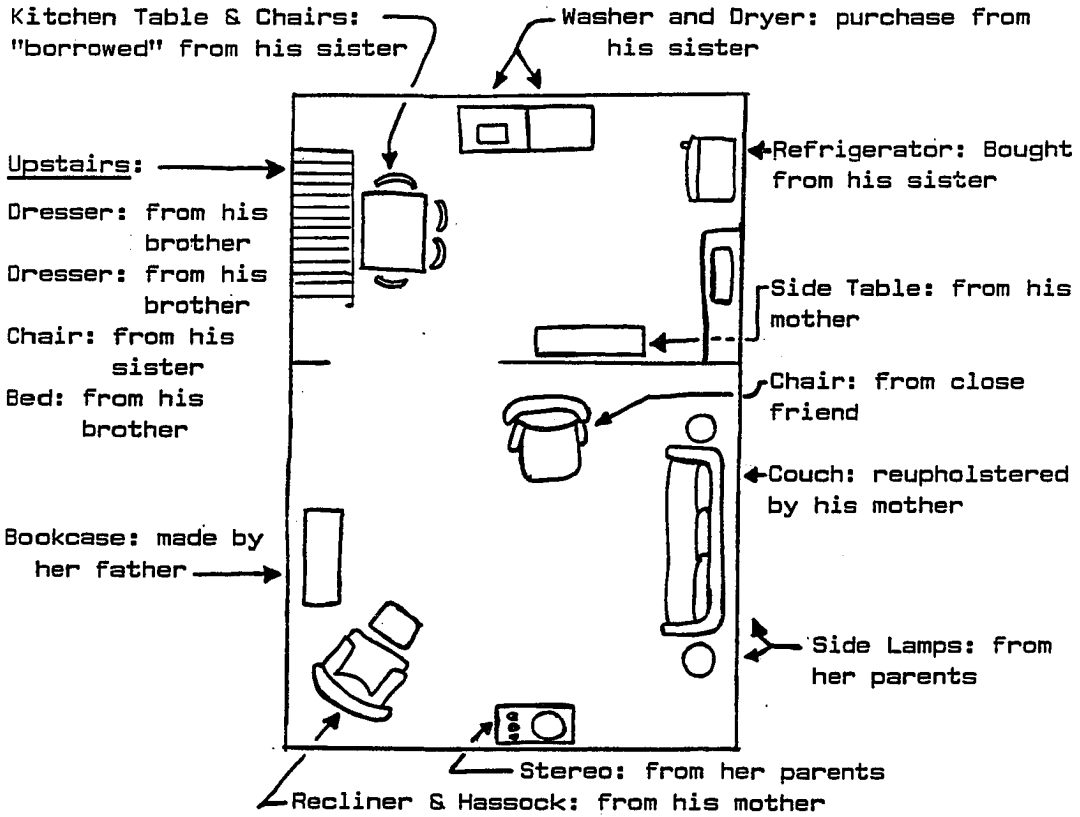 Kitchen Table & Chairs:
"borrowed" from his sister
Washer and Dryer: purchase from
his sister
Upstairs:
Dresser: from his
brother
Dresser: from his
brother
Chair: from his
sister
Bed: from his
brother
Refrigerator: Bought
from his sister
Side Table: from his
mother
Chair: from close
friend
Couch: reupholstered
by his mother
Bookcase: made by
her father
Side Lamps: from
her parents
Stereo: from her parents
Recliner & Hassock: from his mother